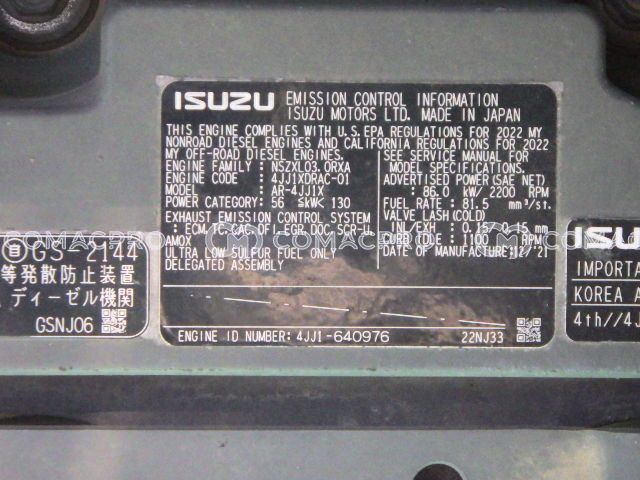 ISUZU EMISSION CONTROL INFORMATION
ISUZU MOTORS LTD. MADE IN JAPAN
THIS ENGINE COMPLIES WITH U.S.EPA REGULATIONS FOR 2022 MY
NONROAD DIESEL ENGINES AND CALIFORNIA REGULATIONS FOR 2022
MY OFF-ROAD DIESEL ENGINES.
ENGINE FAMILY : NSZXL03.0RXA
ENGINE CODE : 4JJ1XDRAC-01
MODEL : AR-4JJ1X
POWER CATEGORY: 56 ≤kW< 130
EXHAUST EMISSION CONTROL SYSTEM
: ECM,TC,CAC,DFI,EGR,DOC,SCR-U,
AMOX
ULTRA LOW SULFUR FUEL ONLY
DELEGATED ASSEMBLY
SEE SERVICE MANUAL FOR
MODEL SPECIFICATIONS.
ADVERTISED POWER(SAE NET)
: 86.0 kW/ 2200 RPM
FUEL RATE : 81.5 mm³/st.
VALVE LASH(COLD)
INL/EXH : 0.15/0.15 mm
CURB IDLE : 1100 RPM
DATE OF MANUFACTURE:12/'21
ENGINE ID NUMBER: 4JJ1-640976
22NJ33
自 GS-2144
等発散防止装置
ディーゼル機関
GSNJ06
ISU
IMPORTA
KOREA A
4th//4J
COMACPRO